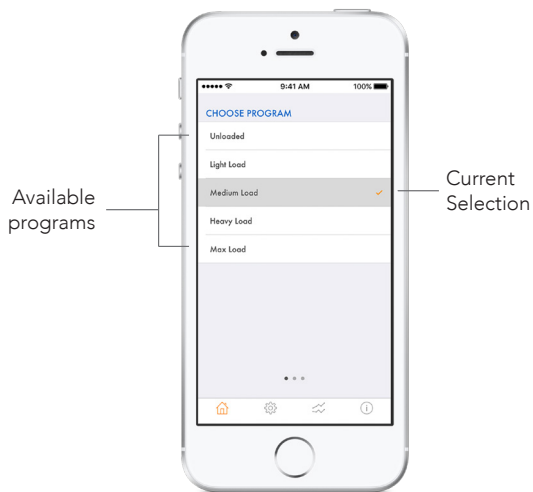 9:41 AM
100%
CHOOSE PROGRAM
Unloaded
Light Load
Medium Load
Heavy Load
Max Load
Available
programs
Current
Selection